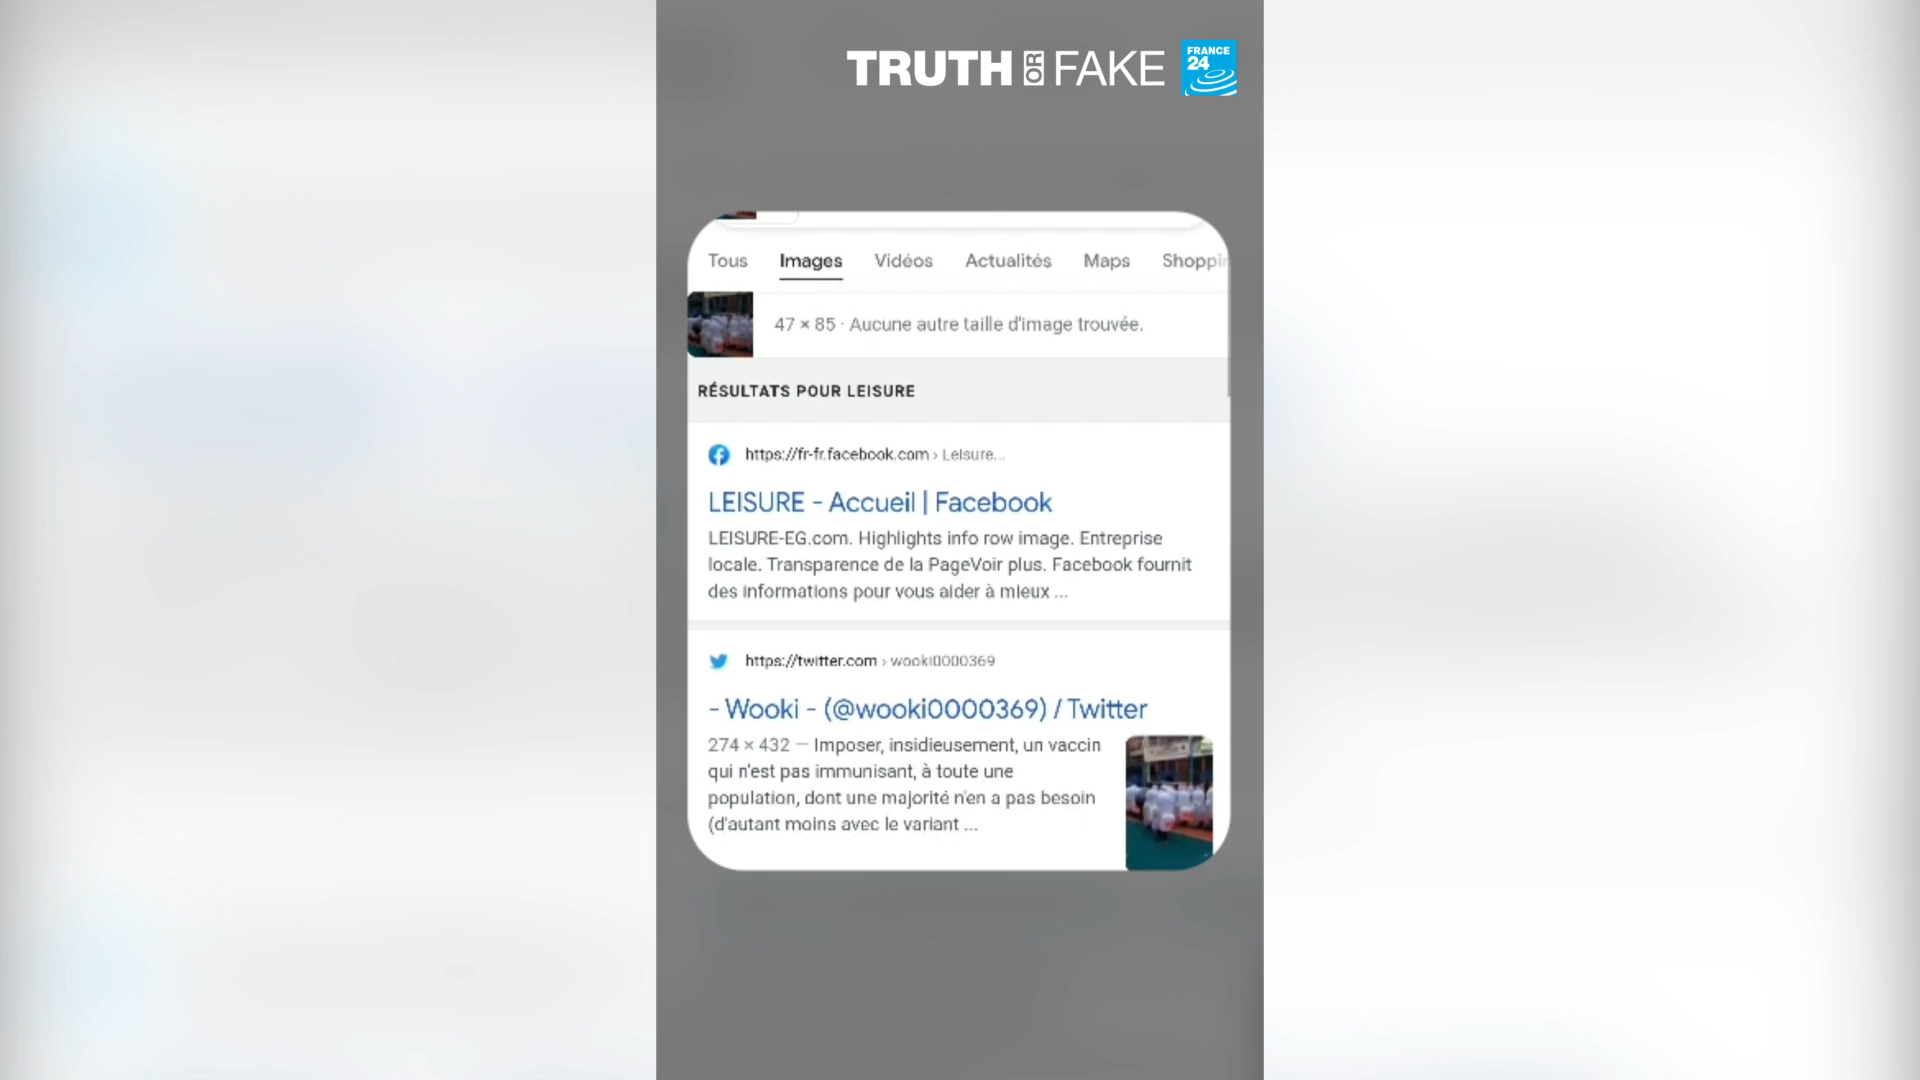 TRUTH OR FAKE
FRANCE
24
Tous Images Vidéos Actualités Maps Shoppin
47 × 85 · Aucune autre taille d'image trouvée.
RÉSULTATS POUR LEISURE
https://fr-fr.facebook.com › Leisure...
LEISURE - Accueil | Facebook
LEISURE-EG.com. Highlights info row image. Entreprise
locale. Transparence de la PageVoir plus. Facebook fournit
des informations pour vous aider à mieux ...
https://twitter.com › wooki0000369
- Wooki - (@wooki0000369) / Twitter
274 × 432 — Imposer, insidieusement, un vaccin
qui n'est pas immunisant, à toute une
population, dont une majorité n'en a pas besoin
(d'autant moins avec le variant ...